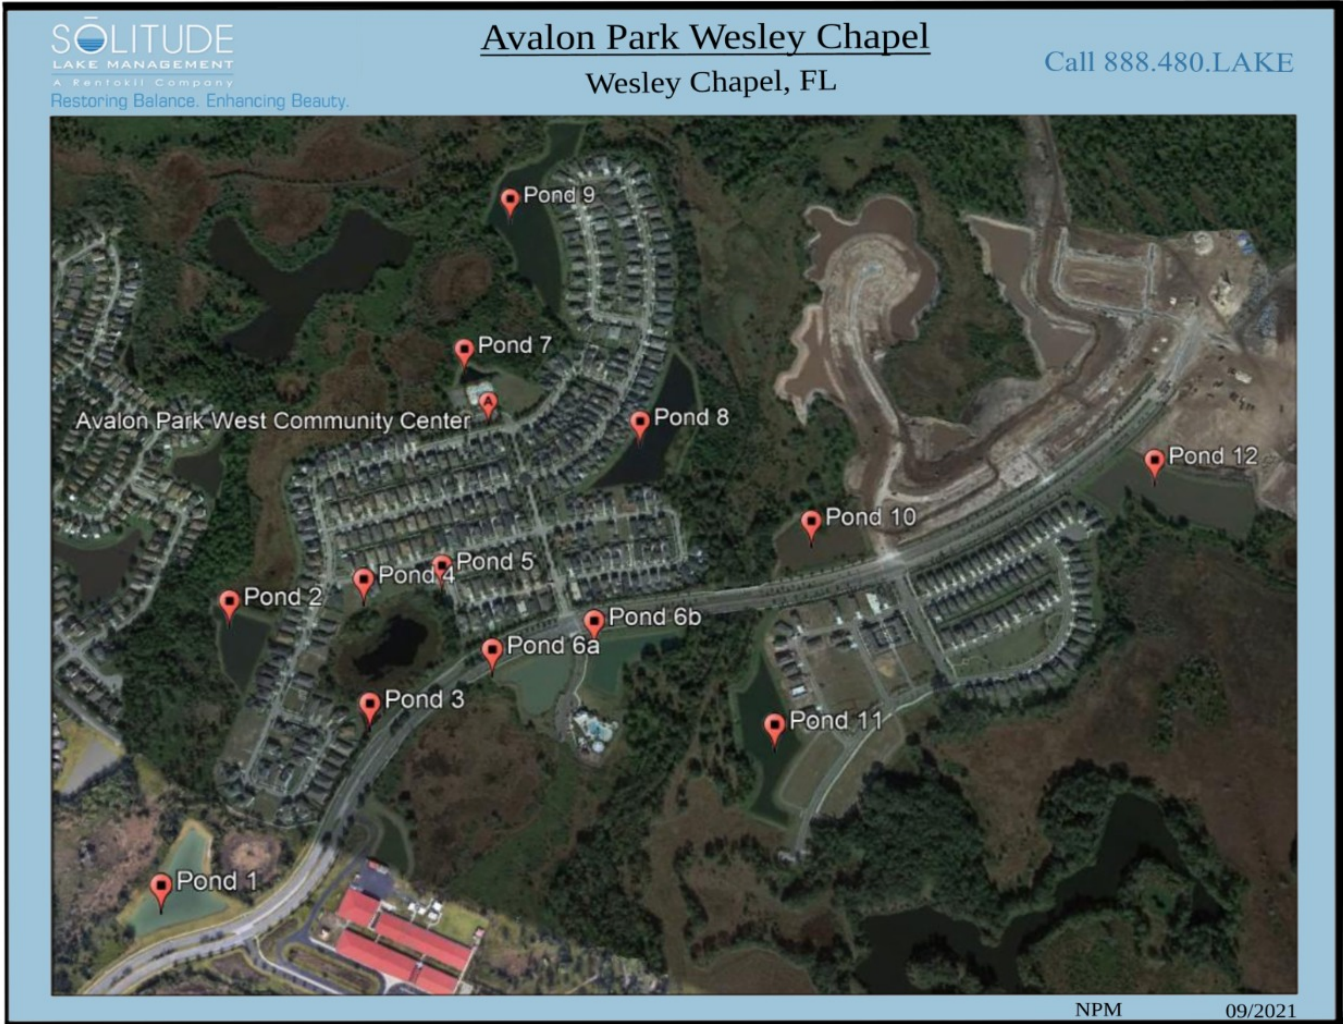 SŌLITUDE
LAKE MANAGEMENT
A Rentokil Company
Restoring Balance. Enhancing Beauty.
Avalon Park Wesley Chapel
Wesley Chapel, FL
Call 888.480.LAKE
Pond 9
Pond 7
A
Avalon Park West Community Center
Pond 8
Pond 12
Pond 10
Pond 5
Pond 4
Pond 2
Pond 6b
Pond 6a
Pond 3
Pond 11
Pond 1
NPM
09/2021